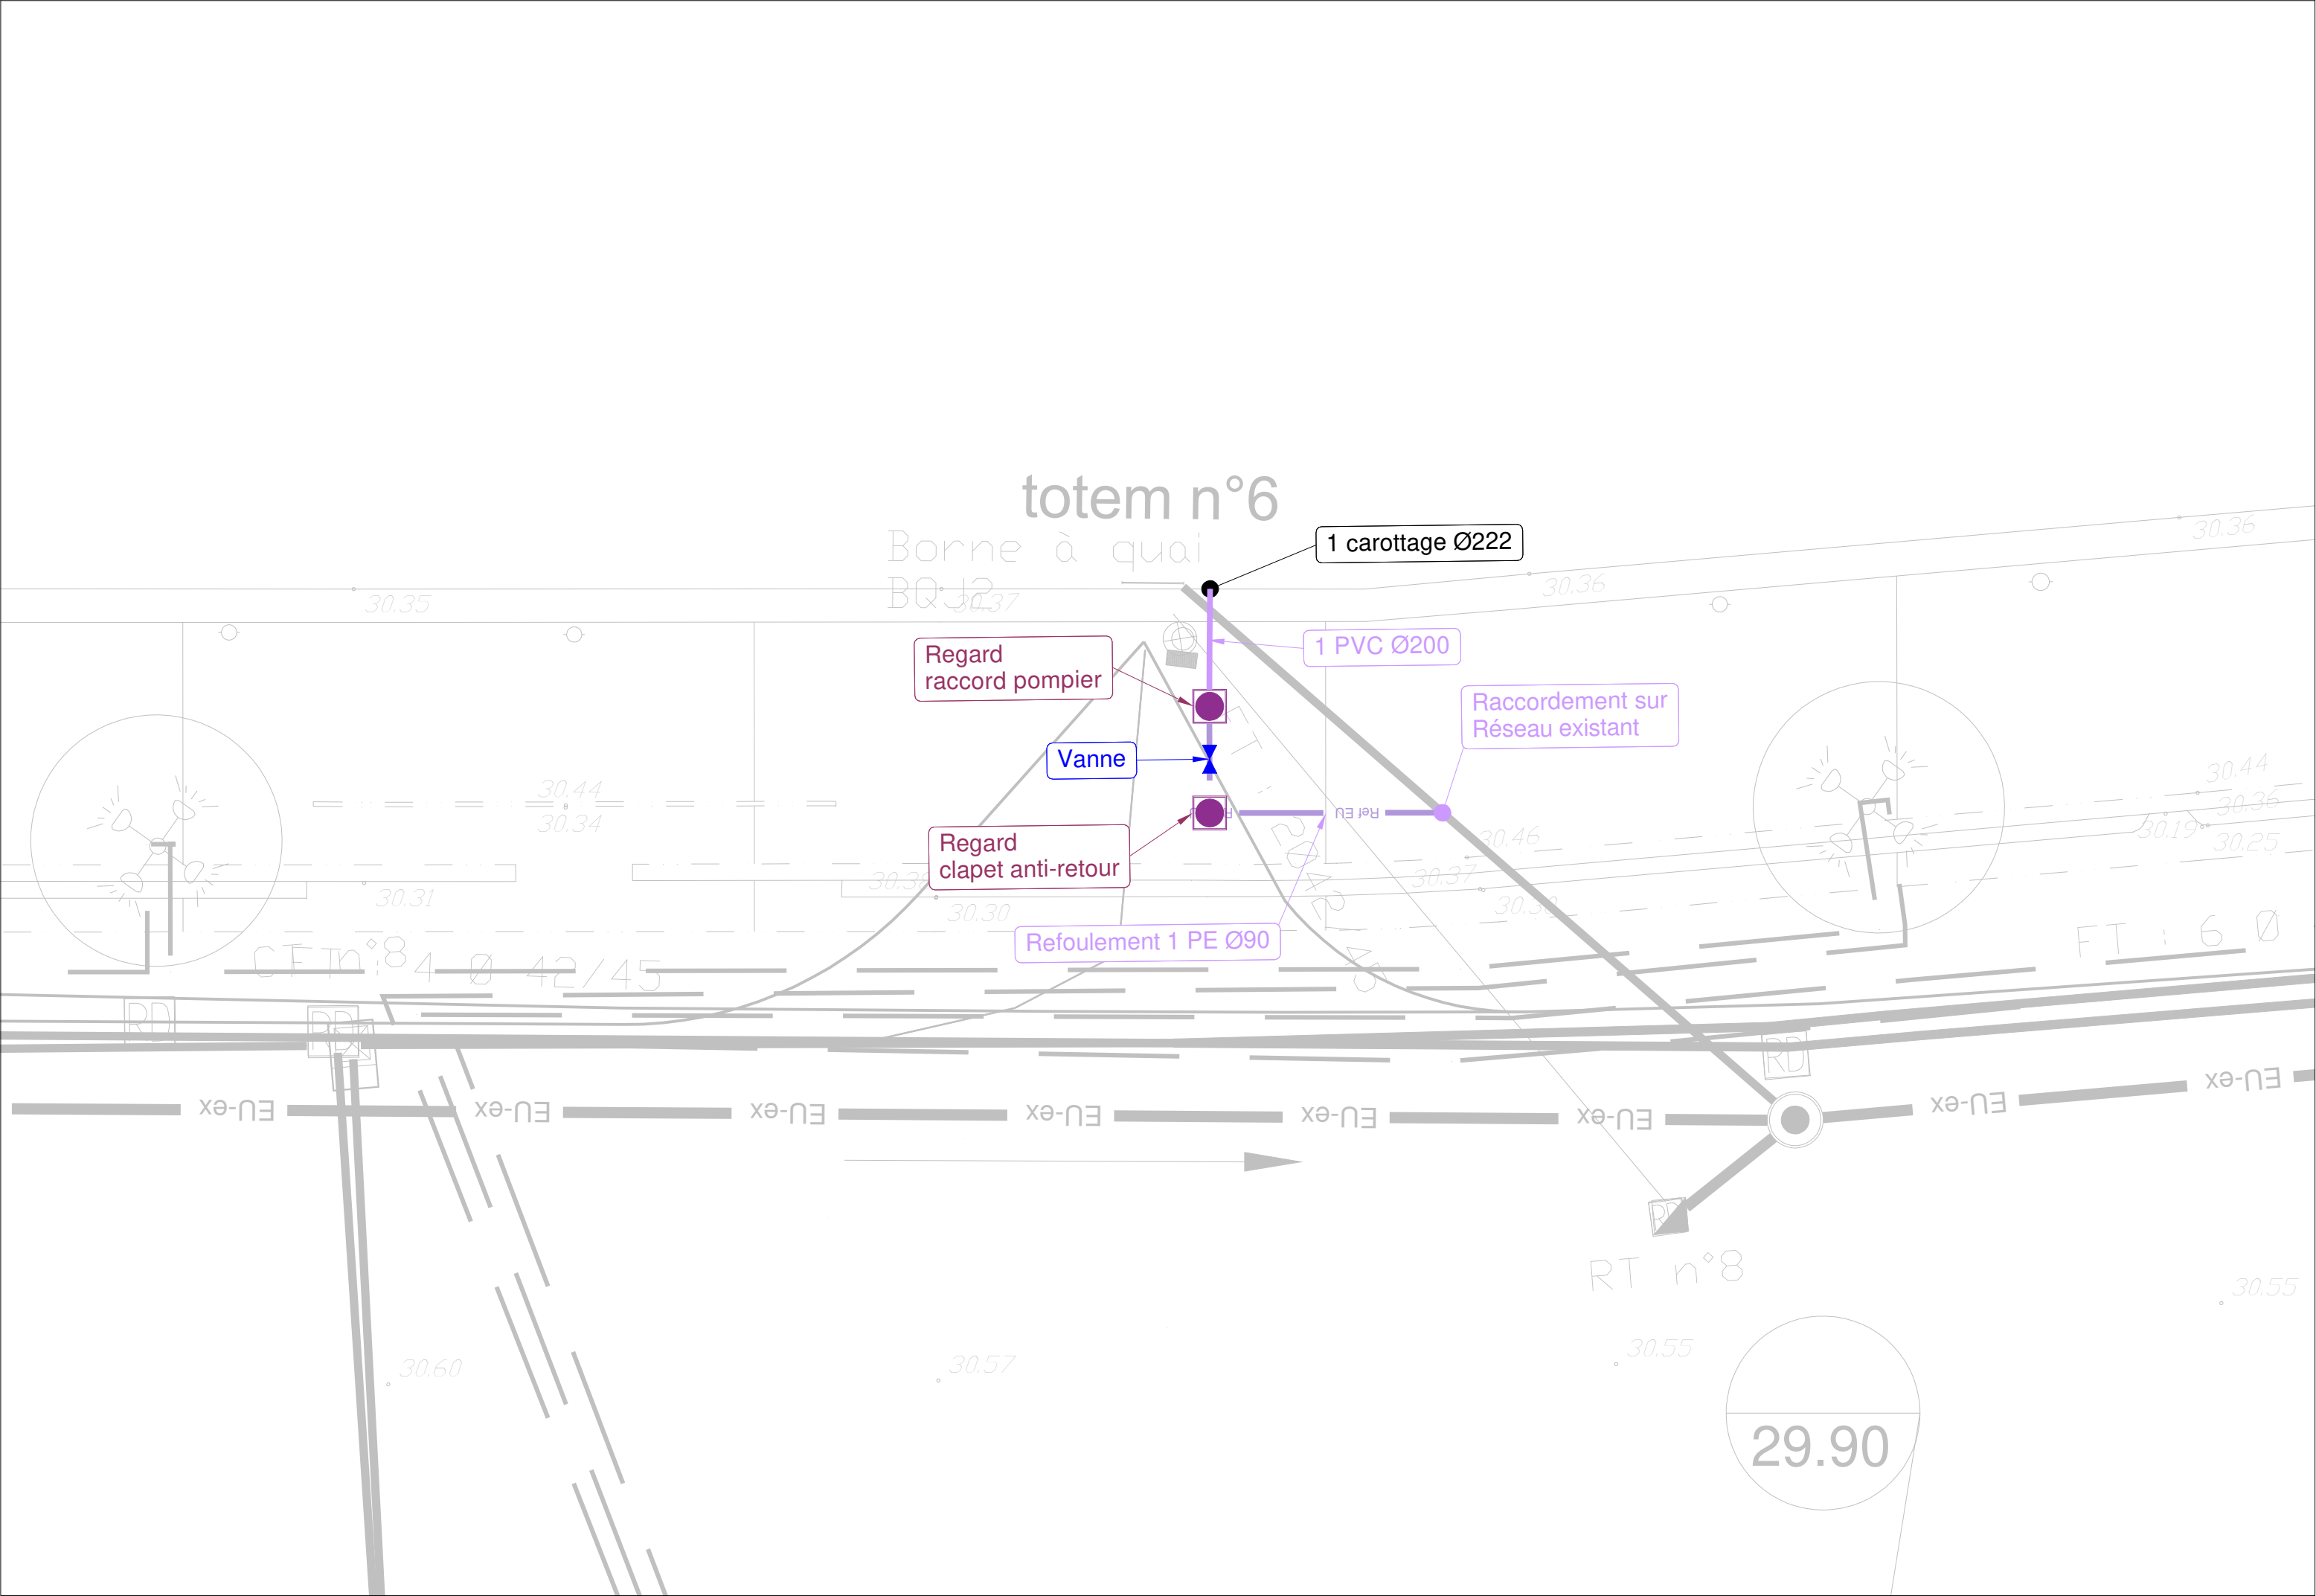 totem n°6
Borne à quai
BQJ2
1 carottage Ø222
30.36
30.36
30.35
30.37
1 PVC Ø200
Regard
raccord pompier
Raccordement sur
Réseau existant
Vanne
30.44
30.34
30.44
30.36
30.19
30.25
Ref EU
30.46
Regard
clapet anti-retour
30.37
30.31
30.30
Refoulement 1 PE Ø90
RD
RD
RD
EU-ex
EU-ex
EU-ex
EU-ex
EU-ex
EU-ex
EU-ex
EU-ex
RT n°8
30.55
30.55
30.57
30.60
29.90